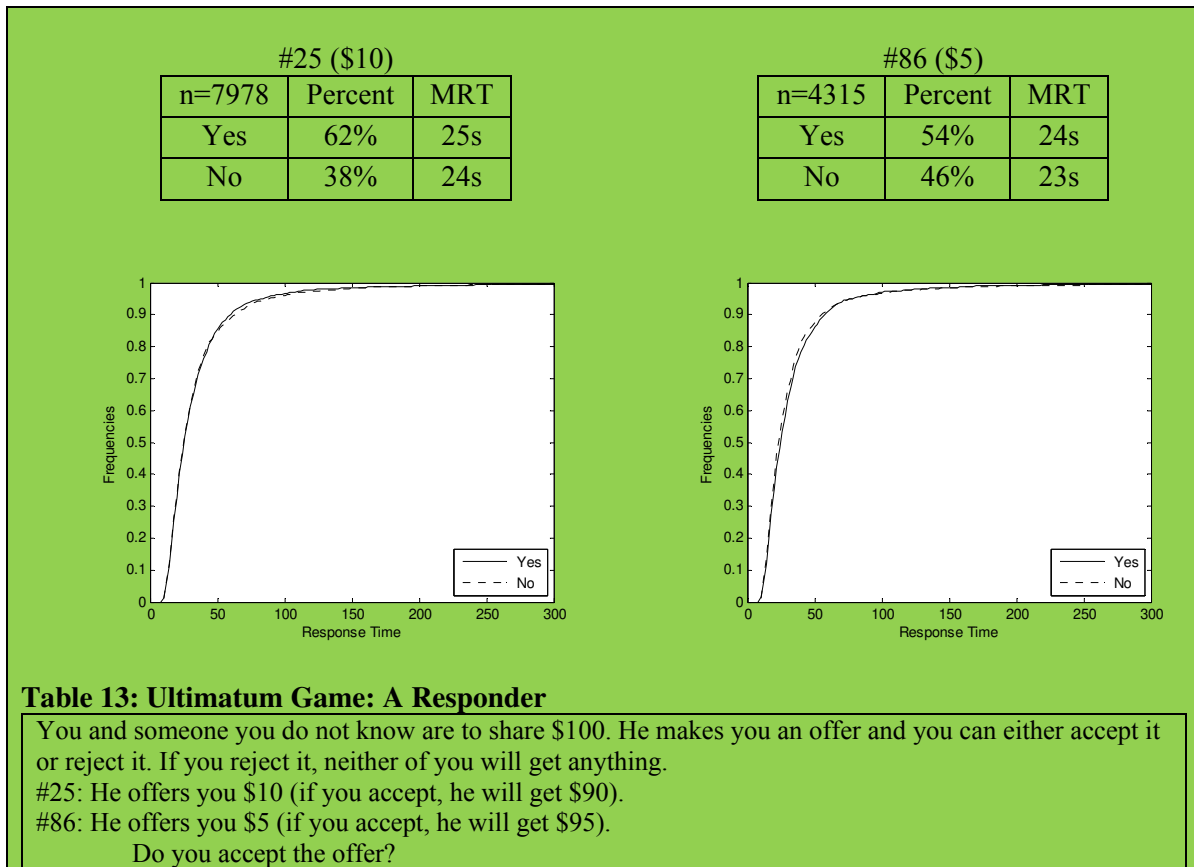 #25 ($10)
n=7978 Percent MRT
Yes 62% 25s
No 38% 24s
#86 ($5)
n=4315 Percent MRT
Yes 54% 24s
No 46% 23s
1
0.9
0.8
0.7
0.6
0.5
0.4
0.3
0.2
0.1
0
Frequencies
0 50 100 150 200 250 300
Response Time
Yes
No
1
0.9
0.8
0.7
0.6
0.5
0.4
0.3
0.2
0.1
0
Frequencies
0 50 100 150 200 250 300
Response Time
Yes
No
Table 13: Ultimatum Game: A Responder
You and someone you do not know are to share $100. He makes you an offer and you can either accept it
or reject it. If you reject it, neither of you will get anything.
#25: He offers you $10 (if you accept, he will get $90).
#86: He offers you $5 (if you accept, he will get $95).
Do you accept the offer?